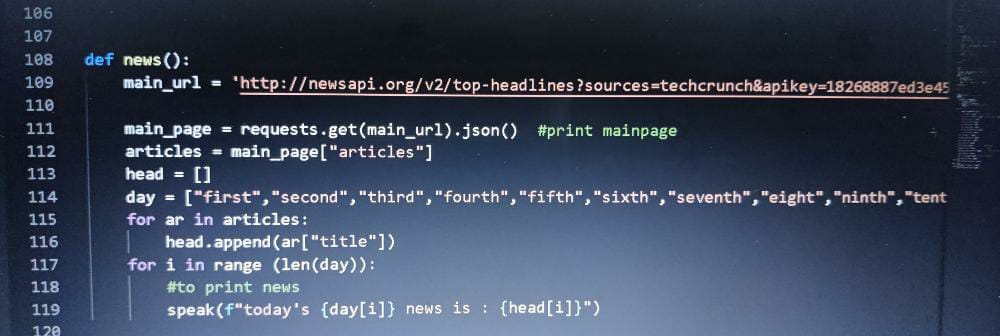 106
107
108 def news():
109 main_url = 'http://newsapi.org/v2/top-headlines?sources=techcrunch&apikey=18268887ed3e45
110
111 main_page = requests.get(main_url).json() #print mainpage
112 articles = main_page["articles"]
113 head = []
114 day = ["first","second","third","fourth","fifth","sixth","seventh","eight","ninth","tent
115 for ar in articles:
116 head.append(ar["title"])
117 for i in range (len(day)):
118 #to print news
119 speak(f"today's {day[i]} news is : {head[i]}")
120